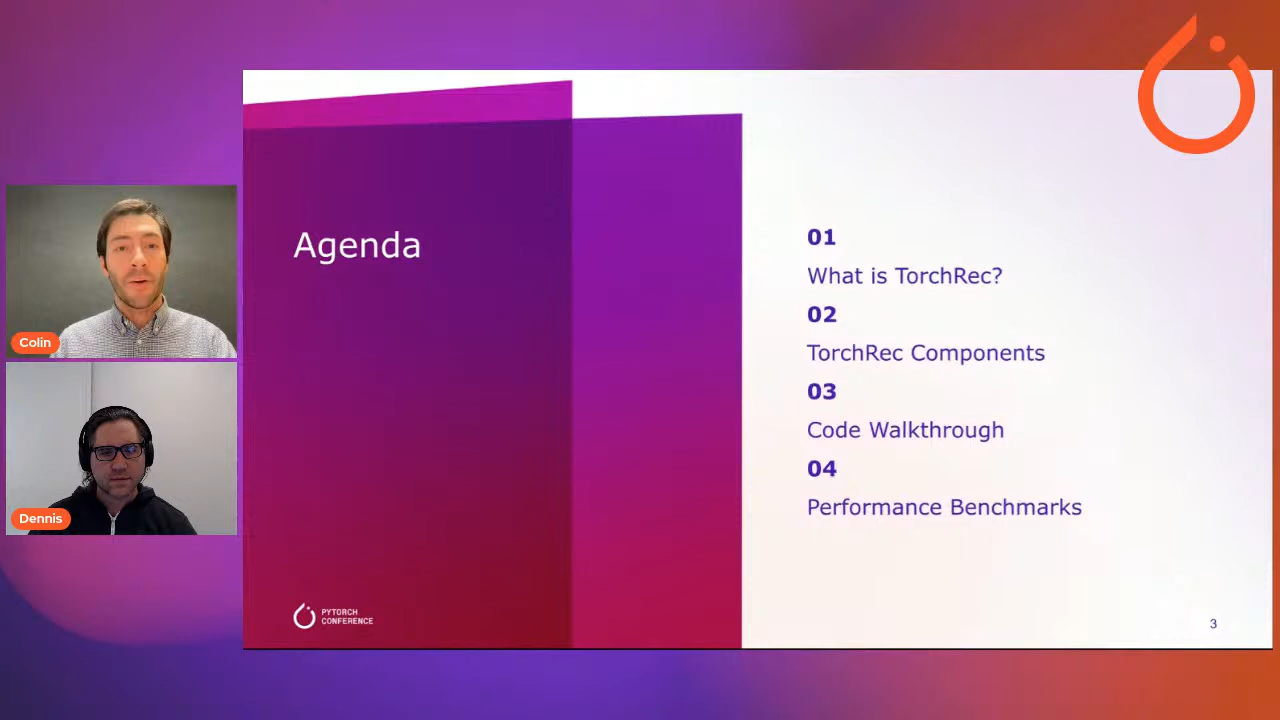 Colin
Dennis
Agenda
01
What is TorchRec?
02
TorchRec Components
03
Code Walkthrough
04
Performance Benchmarks
PYTORCH
CONFERENCE
3